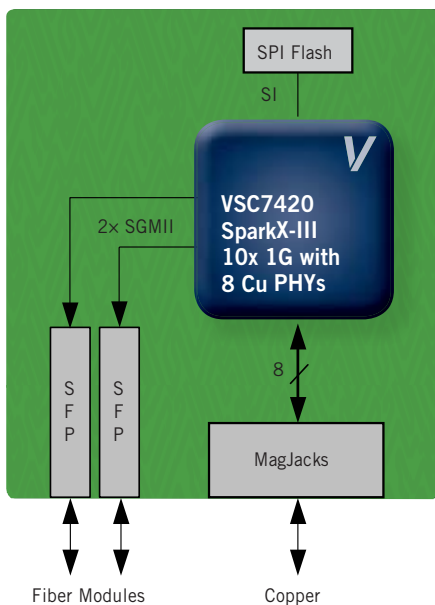 SPI Flash
SI
V
VSC7420
SparkX-III
10x 1G with
8 Cu PHYs
2× SGMII
S
F
P
S
F
P
8
MagJacks
Fiber Modules
Copper